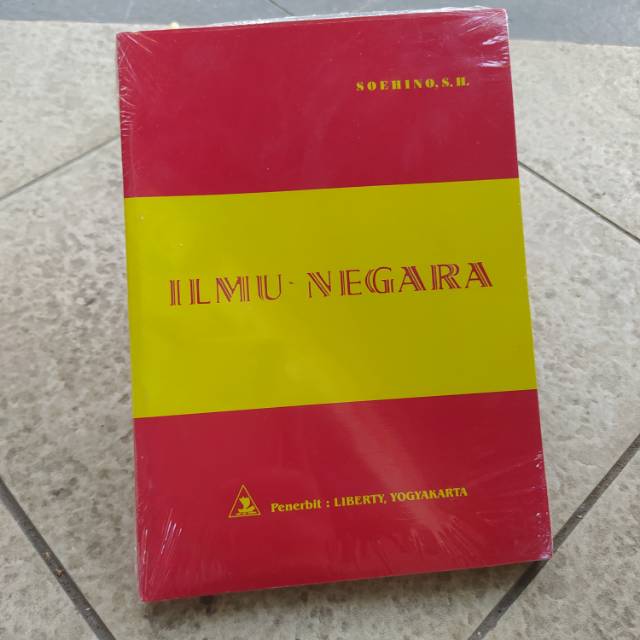 SOEHINO, S.H.
ILMU NEGARA
Penerbit : LIBERTY, YOGYAKARTA